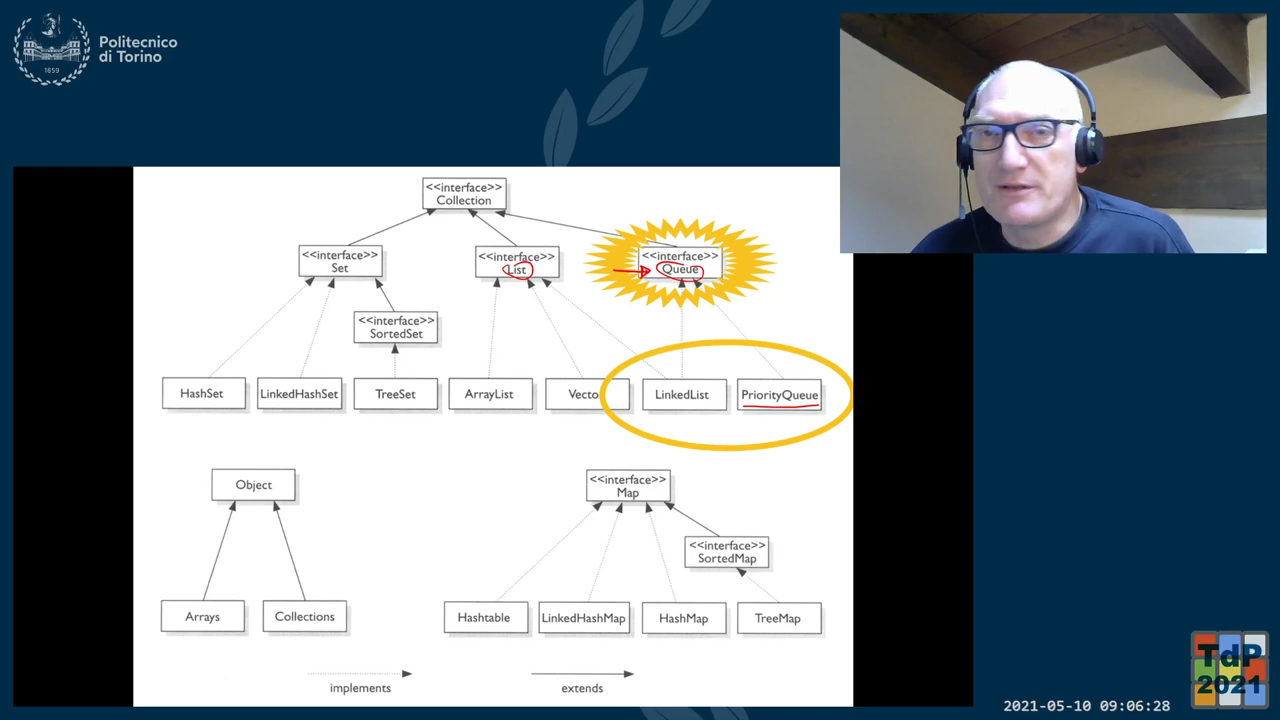 Politecnico
di Torino
1859
<<interface>>
Collection
<<interface>>
Set
<<interface>>
List
<<interface>>
Queue
<<interface>>
SortedSet
HashSet
LinkedHashSet
TreeSet
ArrayList
Vecto
LinkedList
PriorityQueue
Object
<<interface>>
Map
<<interface>>
SortedMap
Arrays
Collections
Hashtable
LinkedHashMap
HashMap
TreeMap
implements
extends
TdP
2021
2021-05-10 09:06:28